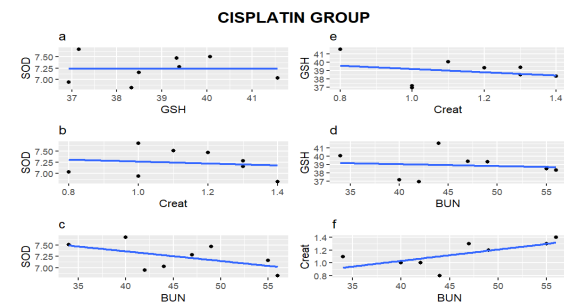 CISPLATIN GROUP
a
SOD
7.50
7.25
7.00
37 38 39 40 41
GSH
e
GSH
41
40
39
38
37
0.8 1.0 1.2 1.4
Creat
b
SOD
7.50
7.25
7.00
0.8 1.0 1.2 1.4
Creat
d
GSH
41
40
39
38
37
35 40 45 50 55
BUN
c
SOD
7.50
7.25
7.00
35 40 45 50 55
BUN
f
Creat
1.4
1.2
1.0
0.8
35 40 45 50 55
BUN